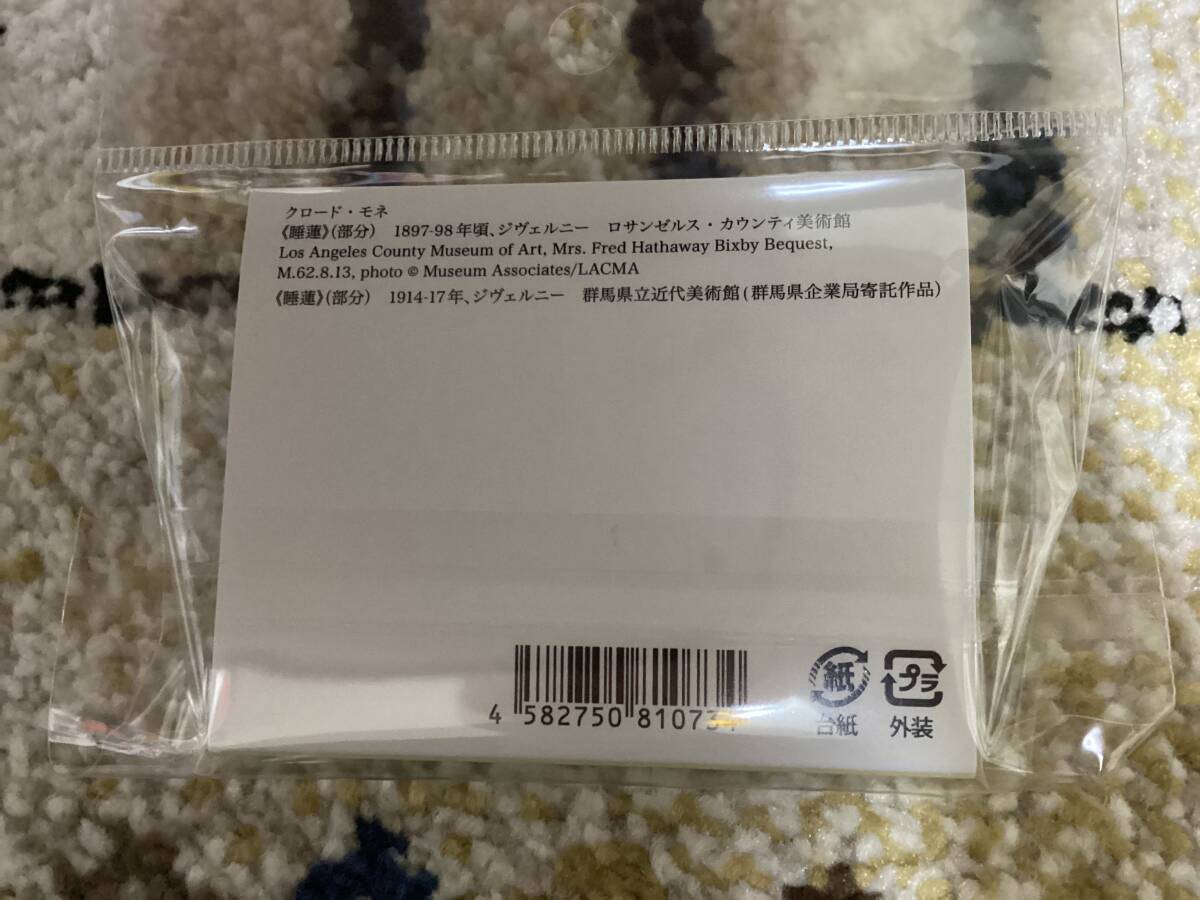 クロード・モネ
《睡蓮》(部分)　1897-98年頃、ジヴェルニー　ロサンゼルス・カウンティ美術館
Los Angeles County Museum of Art, Mrs. Fred Hathaway Bixby Bequest,
M.62.8.13, photo © Museum Associates/LACMA
《睡蓮》(部分)　1914-17年、ジヴェルニー　群馬県立近代美術館(群馬県企業局寄託作品)
紙 プラ
4 582750 810734
台紙 外装